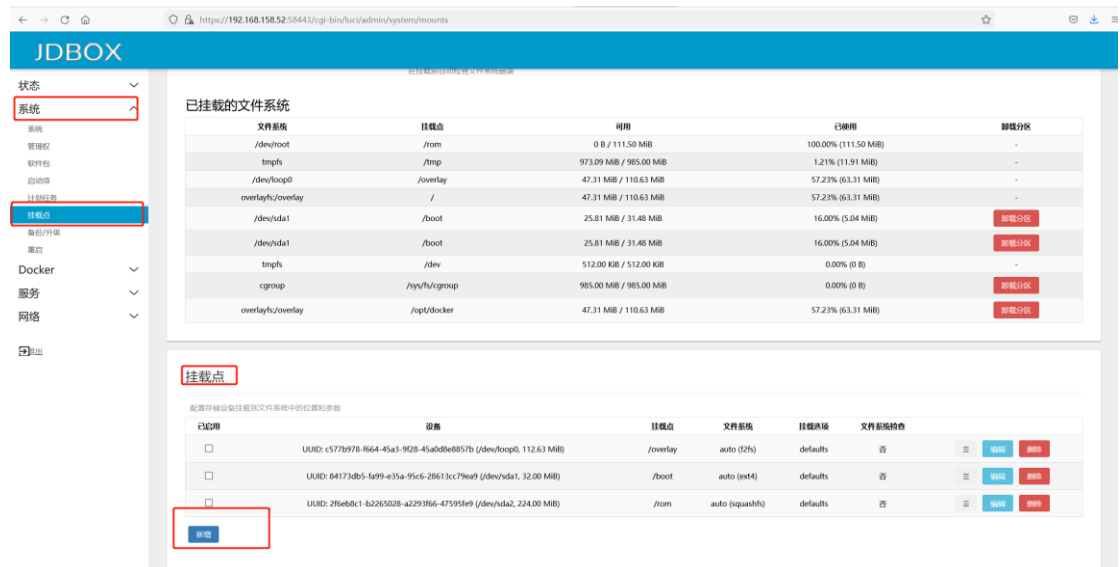 https://192.168.158.52:58443/cgi-bin/luci/admin/system/mounts
JDBOX
状态
系统
系统
管理权
软件包
启动项
计划任务
挂载点
备份/升级
重启
Docker
服务
网络
退出
在挂载前自动检查文件系统错误
已挂载的文件系统
文件系统 挂载点 可用 已使用 卸载分区
/dev/root /rom 0 B / 111.50 MiB 100.00% (111.50 MiB) -
tmpfs /tmp 973.09 MiB / 985.00 MiB 1.21% (11.91 MiB) -
/dev/loop0 /overlay 47.31 MiB / 110.63 MiB 57.23% (63.31 MiB) -
overlayfs:/overlay / 47.31 MiB / 110.63 MiB 57.23% (63.31 MiB) -
/dev/sda1 /boot 25.81 MiB / 31.48 MiB 16.00% (5.04 MiB) 卸载分区
/dev/sda1 /boot 25.81 MiB / 31.48 MiB 16.00% (5.04 MiB) 卸载分区
tmpfs /dev 512.00 KiB / 512.00 KiB 0.00% (0 B) -
cgroup /sys/fs/cgroup 985.00 MiB / 985.00 MiB 0.00% (0 B) 卸载分区
overlayfs:/overlay /opt/docker 47.31 MiB / 110.63 MiB 57.23% (63.31 MiB) 卸载分区
挂载点
配置存储设备挂载到文件系统中的位置和参数
已启用 设备 挂载点 文件系统 挂载选项 文件系统检查
UUID: c577b978-f664-45a3-9f28-45a0d8e8857b (/dev/loop0, 112.63 MiB) /overlay auto (f2fs) defaults 否 ☰ 编辑 删除
UUID: 84173db5-fa99-e35a-95c6-28613cc79ea9 (/dev/sda1, 32.00 MiB) /boot auto (ext4) defaults 否 ☰ 编辑 删除
UUID: 2f6eb8c1-b2265028-a2293f66-47595fe9 (/dev/sda2, 224.00 MiB) /rom auto (squashfs) defaults 否 ☰ 编辑 删除
新增